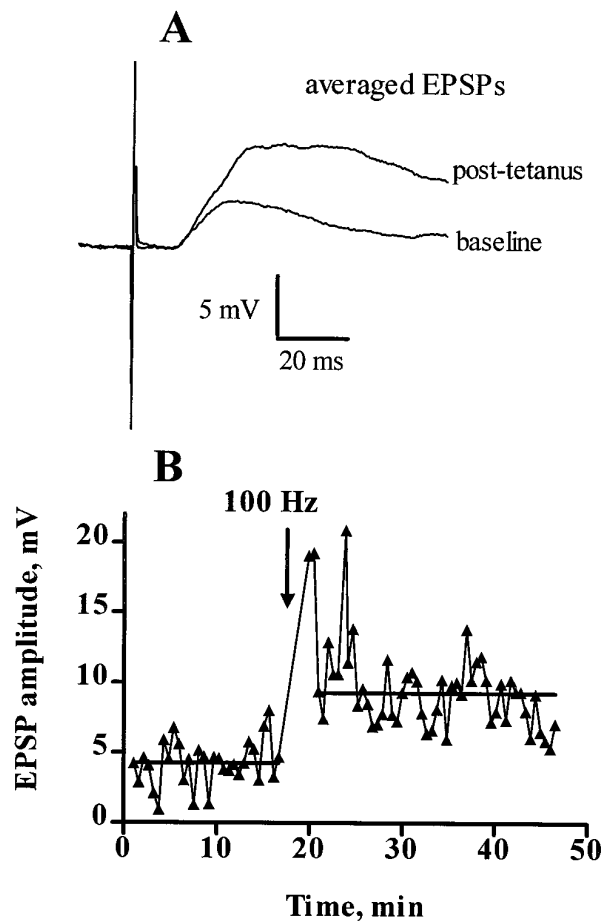 A
averaged EPSPs
post-tetanus
baseline
5 mV
20 ms
B
100 Hz
EPSP amplitude, mV
20
15
10
5
0
0 10 20 30 40 50
Time, min